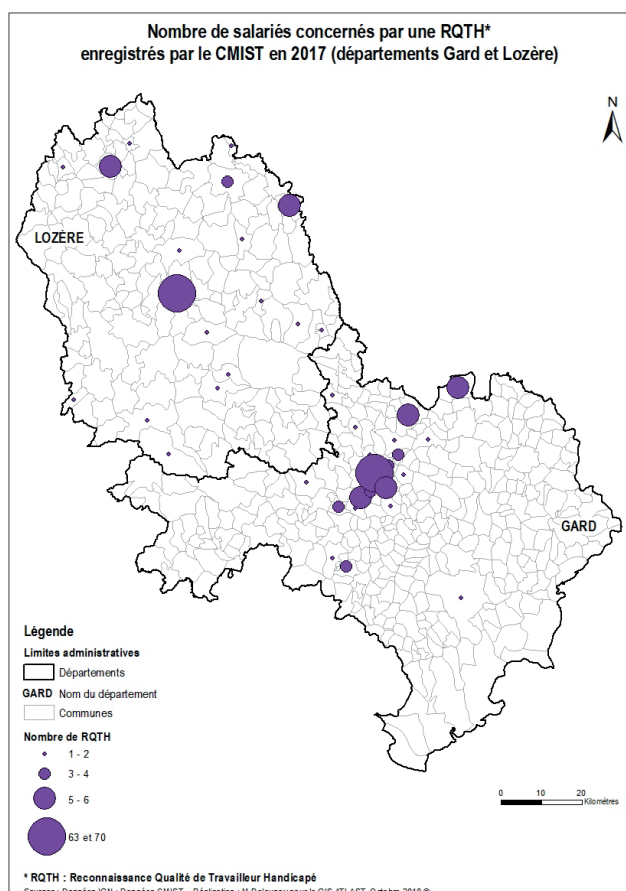 Nombre de salariés concernés par une RQTH*
enregistrés par le CMIST en 2017 (départements Gard et Lozère)
N
LOZÈRE
GARD
Légende
Limites administratives
Départements
GARD Nom du département
Communes
Nombre de RQTH
1 - 2
3 - 4
5 - 6
63 et 70
0 10 20
Kilomètres
* RQTH : Reconnaissance Qualité de Travailleur Handicapé